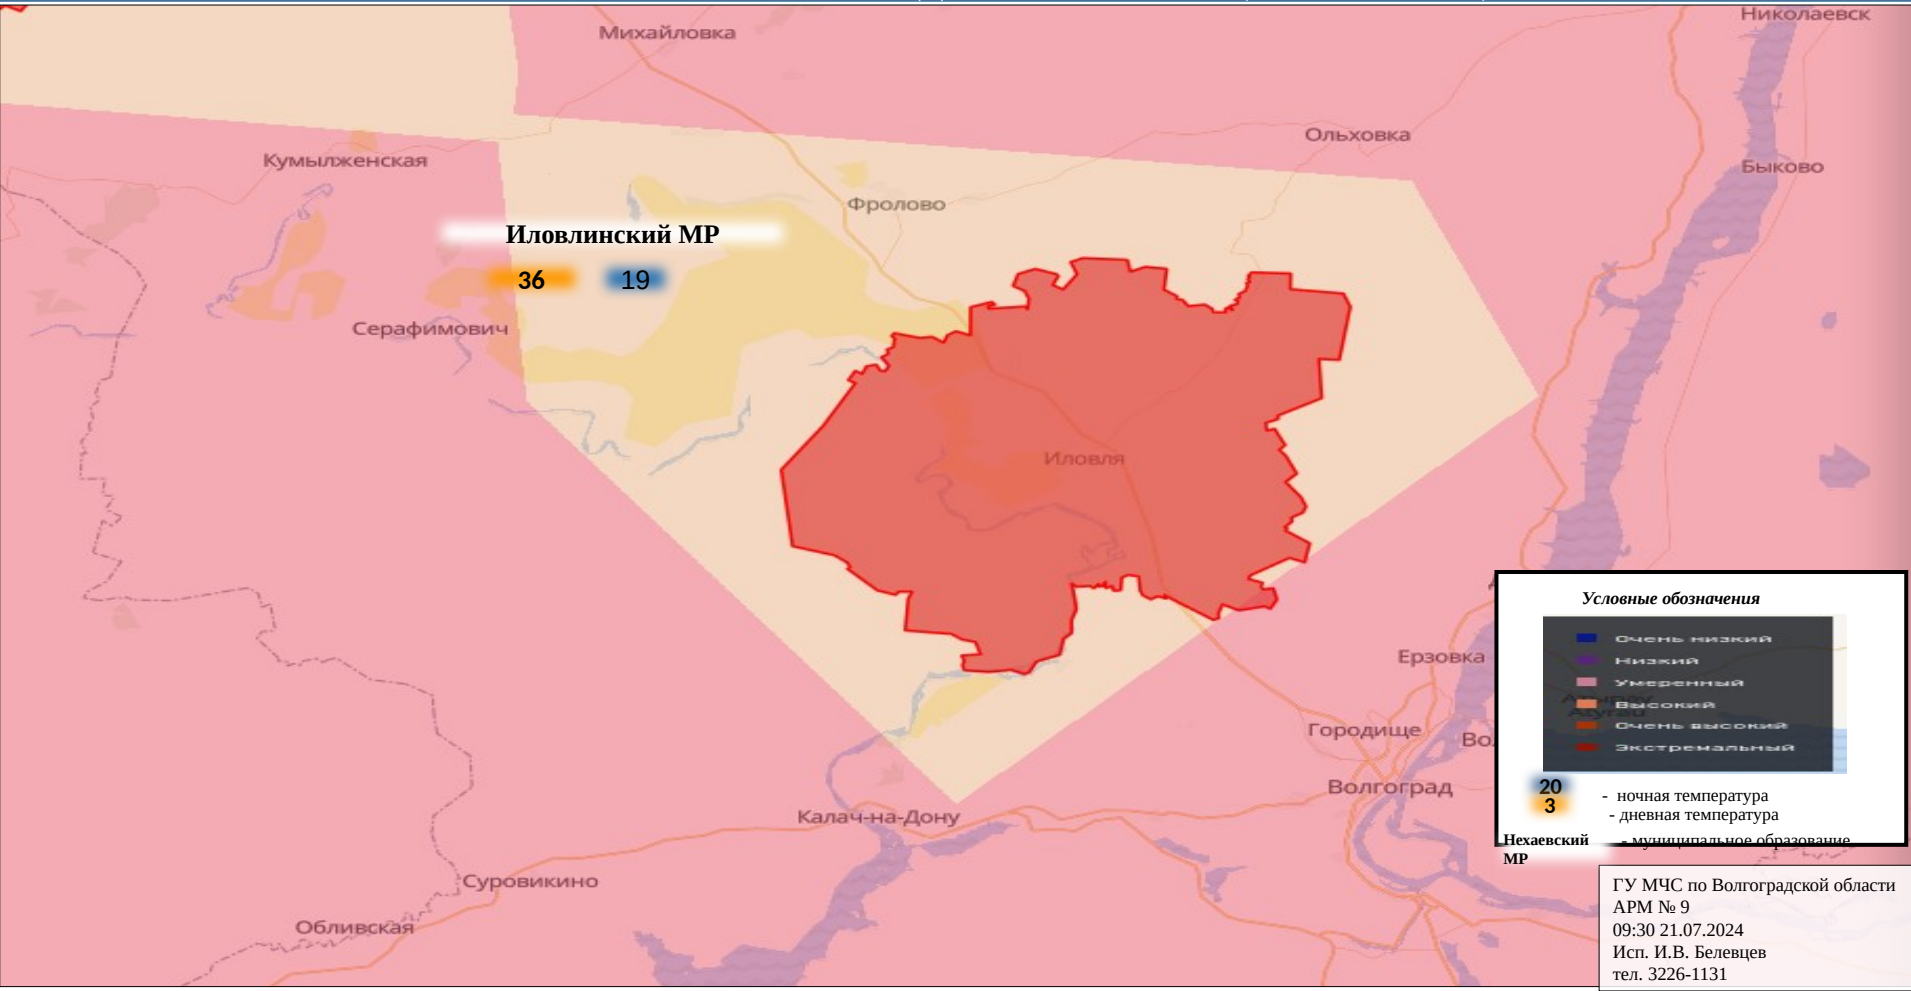 Николаевск
Михайловка
Ольховка
Кумылженская
Быково
Фролово
Иловлинский МР
36 19
Серафимович
Иловля
Условные обозначения
Очень низкий
Низкий
Умеренный
Высокий
Очень высокий
Экстремальный
Atyrau
20 - ночная температура
3 - дневная температура
Нехаевский - муниципальное образование
МР
Ерзовка
Городище
Во
Волгоград
Калач-на-Дону
Суровикино
Обливская
ГУ МЧС по Волгоградской области
АРМ № 9
09:30 21.07.2024
Исп. И.В. Белевцев
тел. 3226-1131